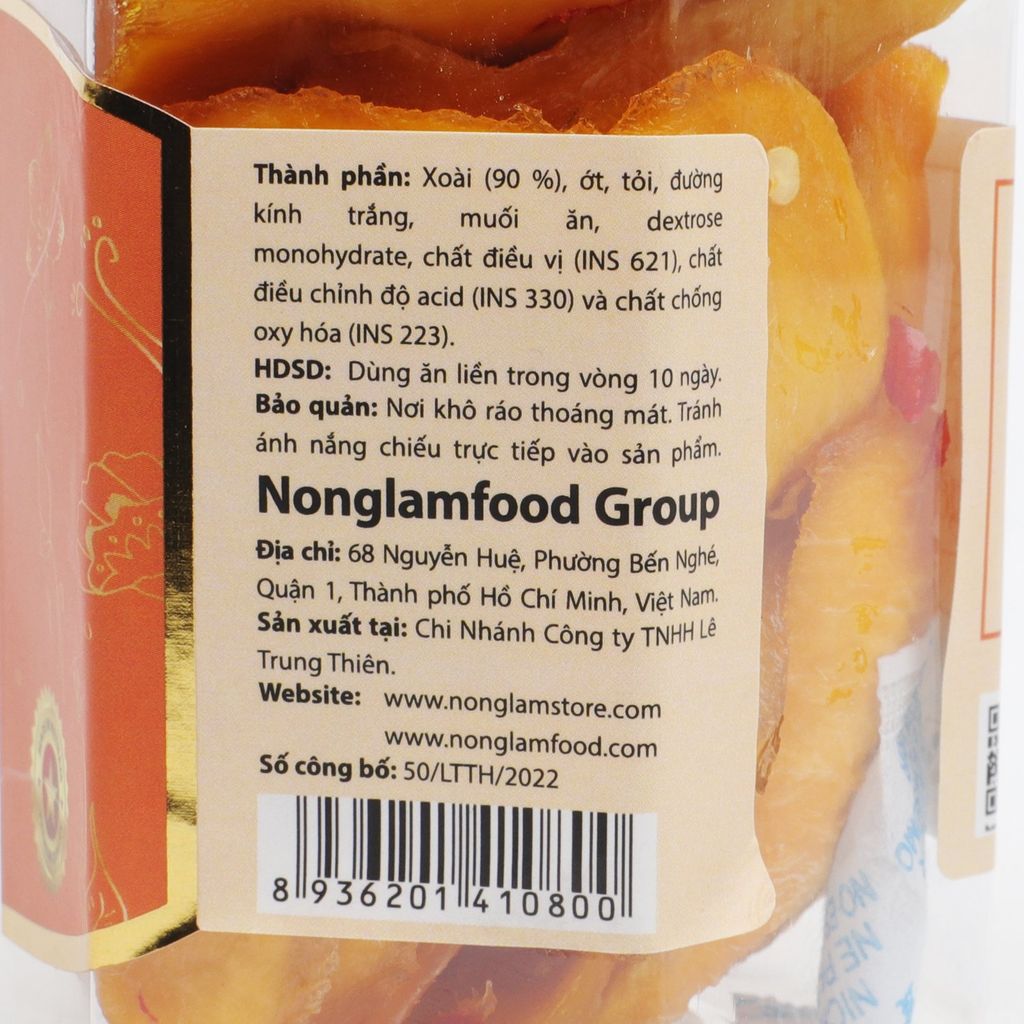 Thành phần: Xoài (90 %), ớt, tỏi, đường
kính trắng, muối ăn, dextrose
monohydrate, chất điều vị (INS 621), chất
điều chỉnh độ acid (INS 330) và chất chống
oxy hóa (INS 223).
HDSD: Dùng ăn liền trong vòng 10 ngày.
Bảo quản: Nơi khô ráo thoáng mát. Tránh
ánh nắng chiếu trực tiếp vào sản phẩm.
Nonglamfood Group
Địa chỉ: 68 Nguyễn Huệ, Phường Bến Nghé,
Quận 1, Thành phố Hồ Chí Minh, Việt Nam.
Sản xuất tại: Chi Nhánh Công ty TNHH Lê
Trung Thiên.
Website: www.nonglamstore.com
www.nonglamfood.com
Số công bố: 50/LTTH/2022
8 936201 410800